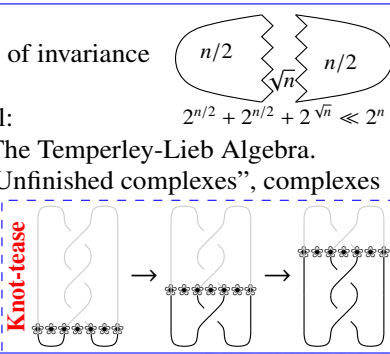 of invariance
n/2
n/2
√n
l:
2^{n/2} + 2^{n/2} + 2^{√n} ≪ 2^n
The Temperley-Lieb Algebra.
Unfinished complexes”, complexes
Knot-tease
→ →